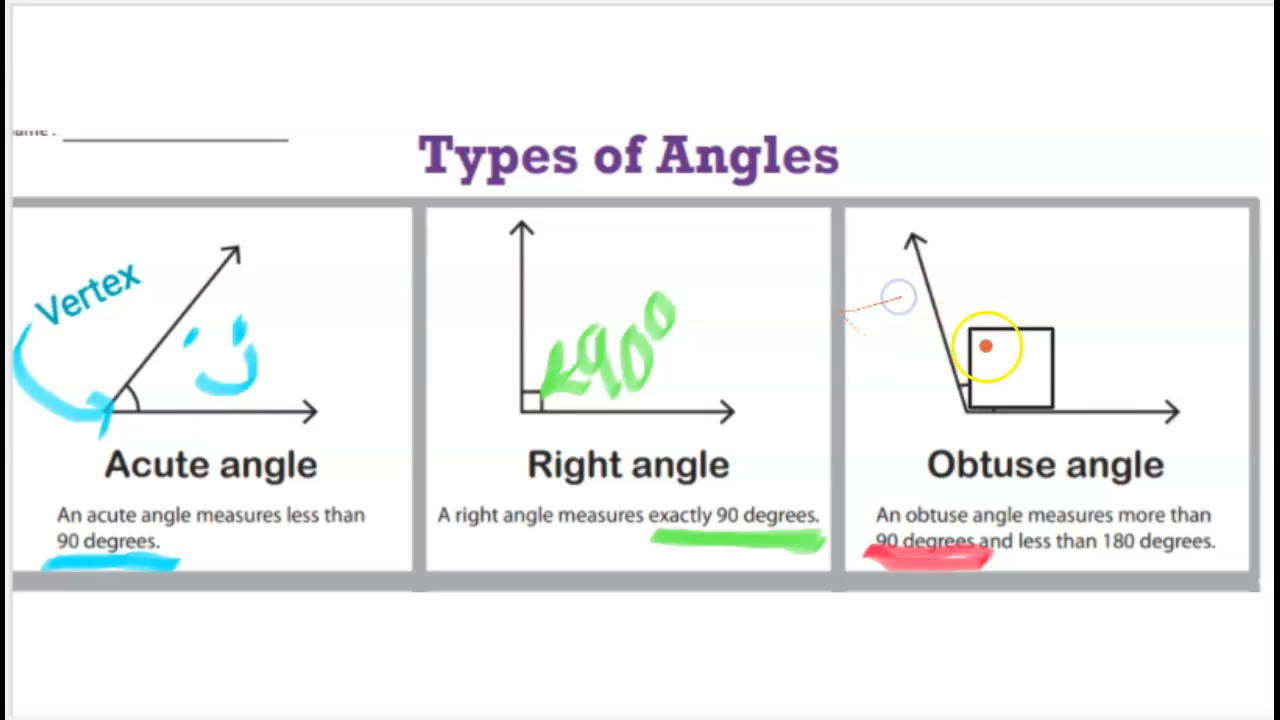 Types of Angles
Vertex
90°
Acute angle
An acute angle measures less than
90 degrees.
Right angle
A right angle measures exactly 90 degrees.
Obtuse angle
An obtuse angle measures more than
90 degrees and less than 180 degrees.